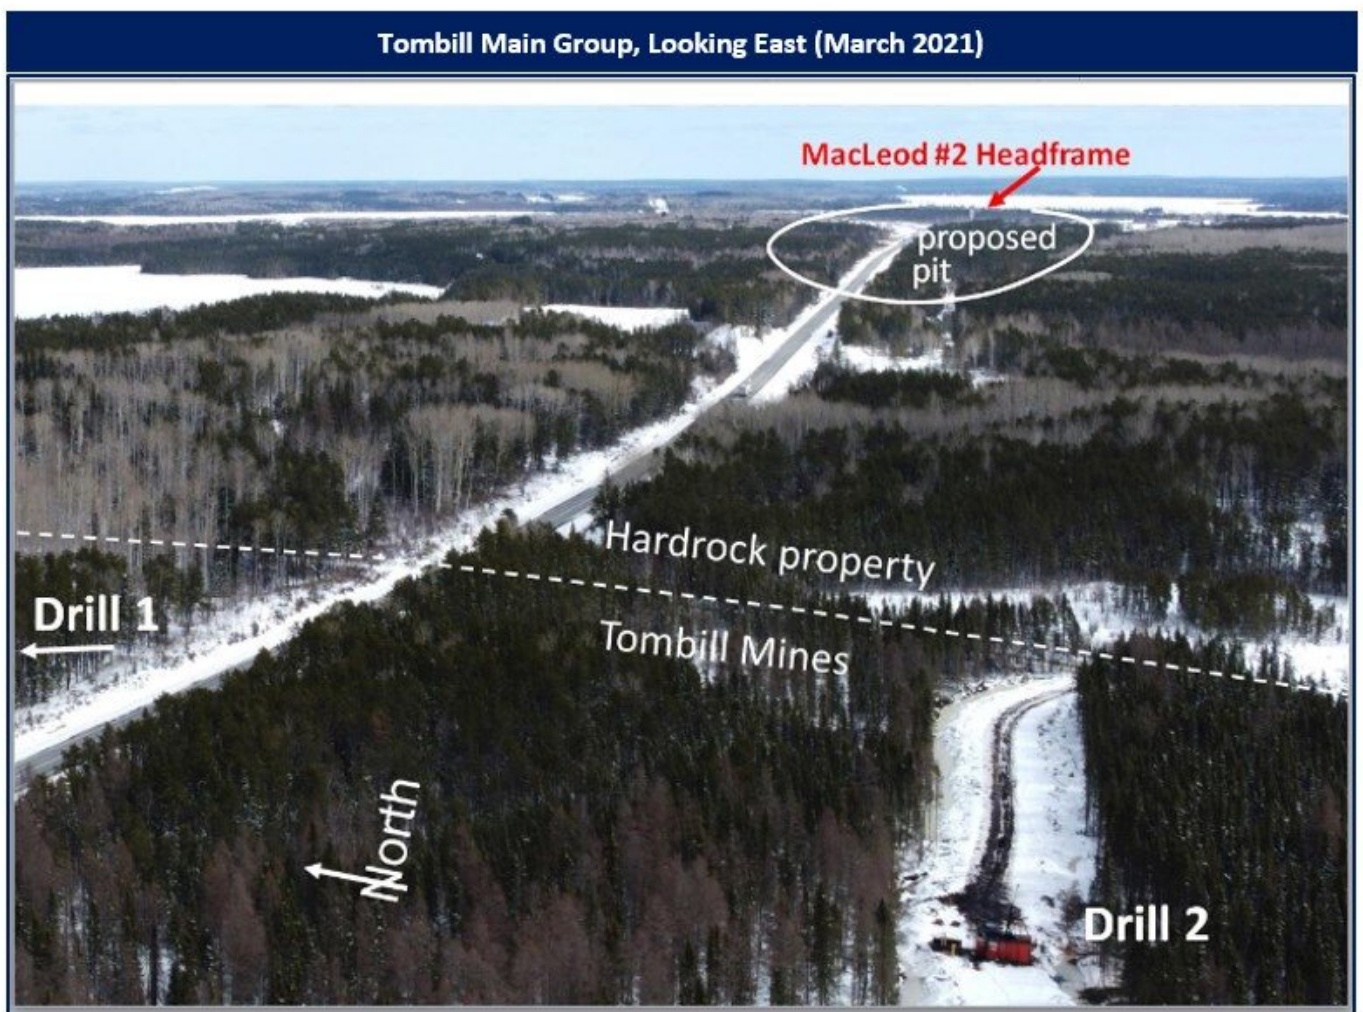 Tombill Main Group, Looking East (March 2021)
MacLeod #2 Headframe
proposed
pit
Hardrock property
Drill 1
Tombill Mines
North
Drill 2